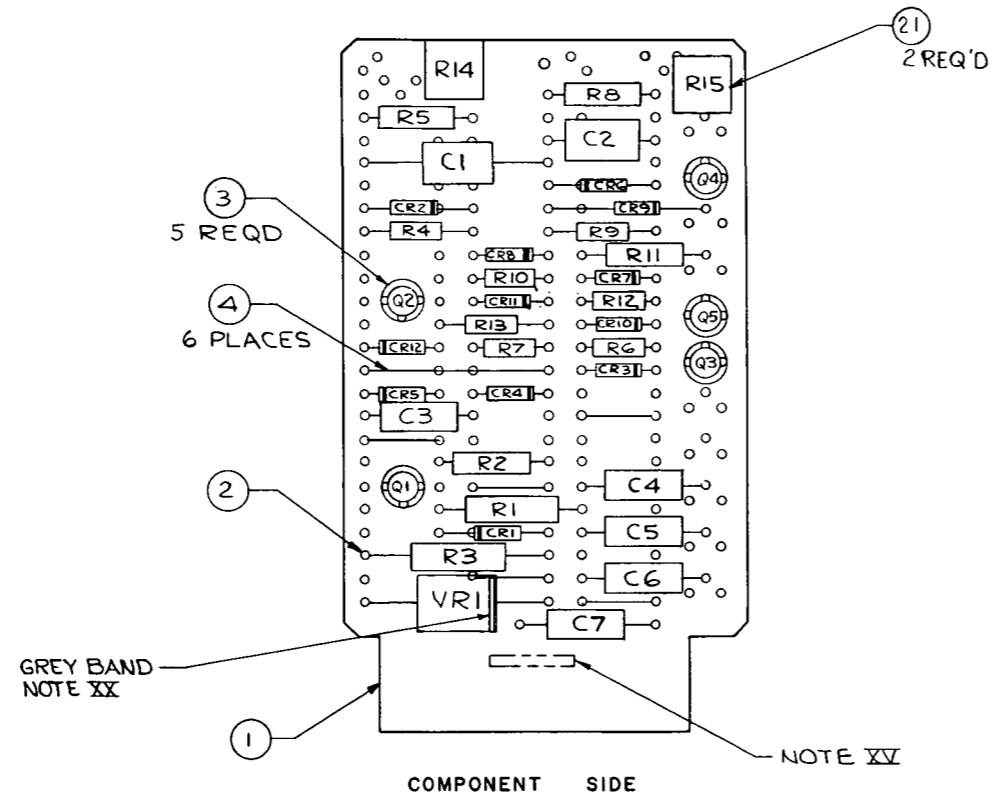 21
2 REQ'D
R14
R15
R8
R5
C2
C1
Q4
CR2
CR9
R4
R9
3
5 REQD
CR8
R11
R10
CR7
Q2
CR11
R12
4
6 PLACES
R13
CR10
Q5
CR12
R7
R6
Q3
CR3
CR5
CR4
C3
R2
2
Q1
C4
R1
CR1
C5
R3
VR1
C6
C7
GREY BAND
NOTE XX
1
NOTE XV
COMPONENT SIDE